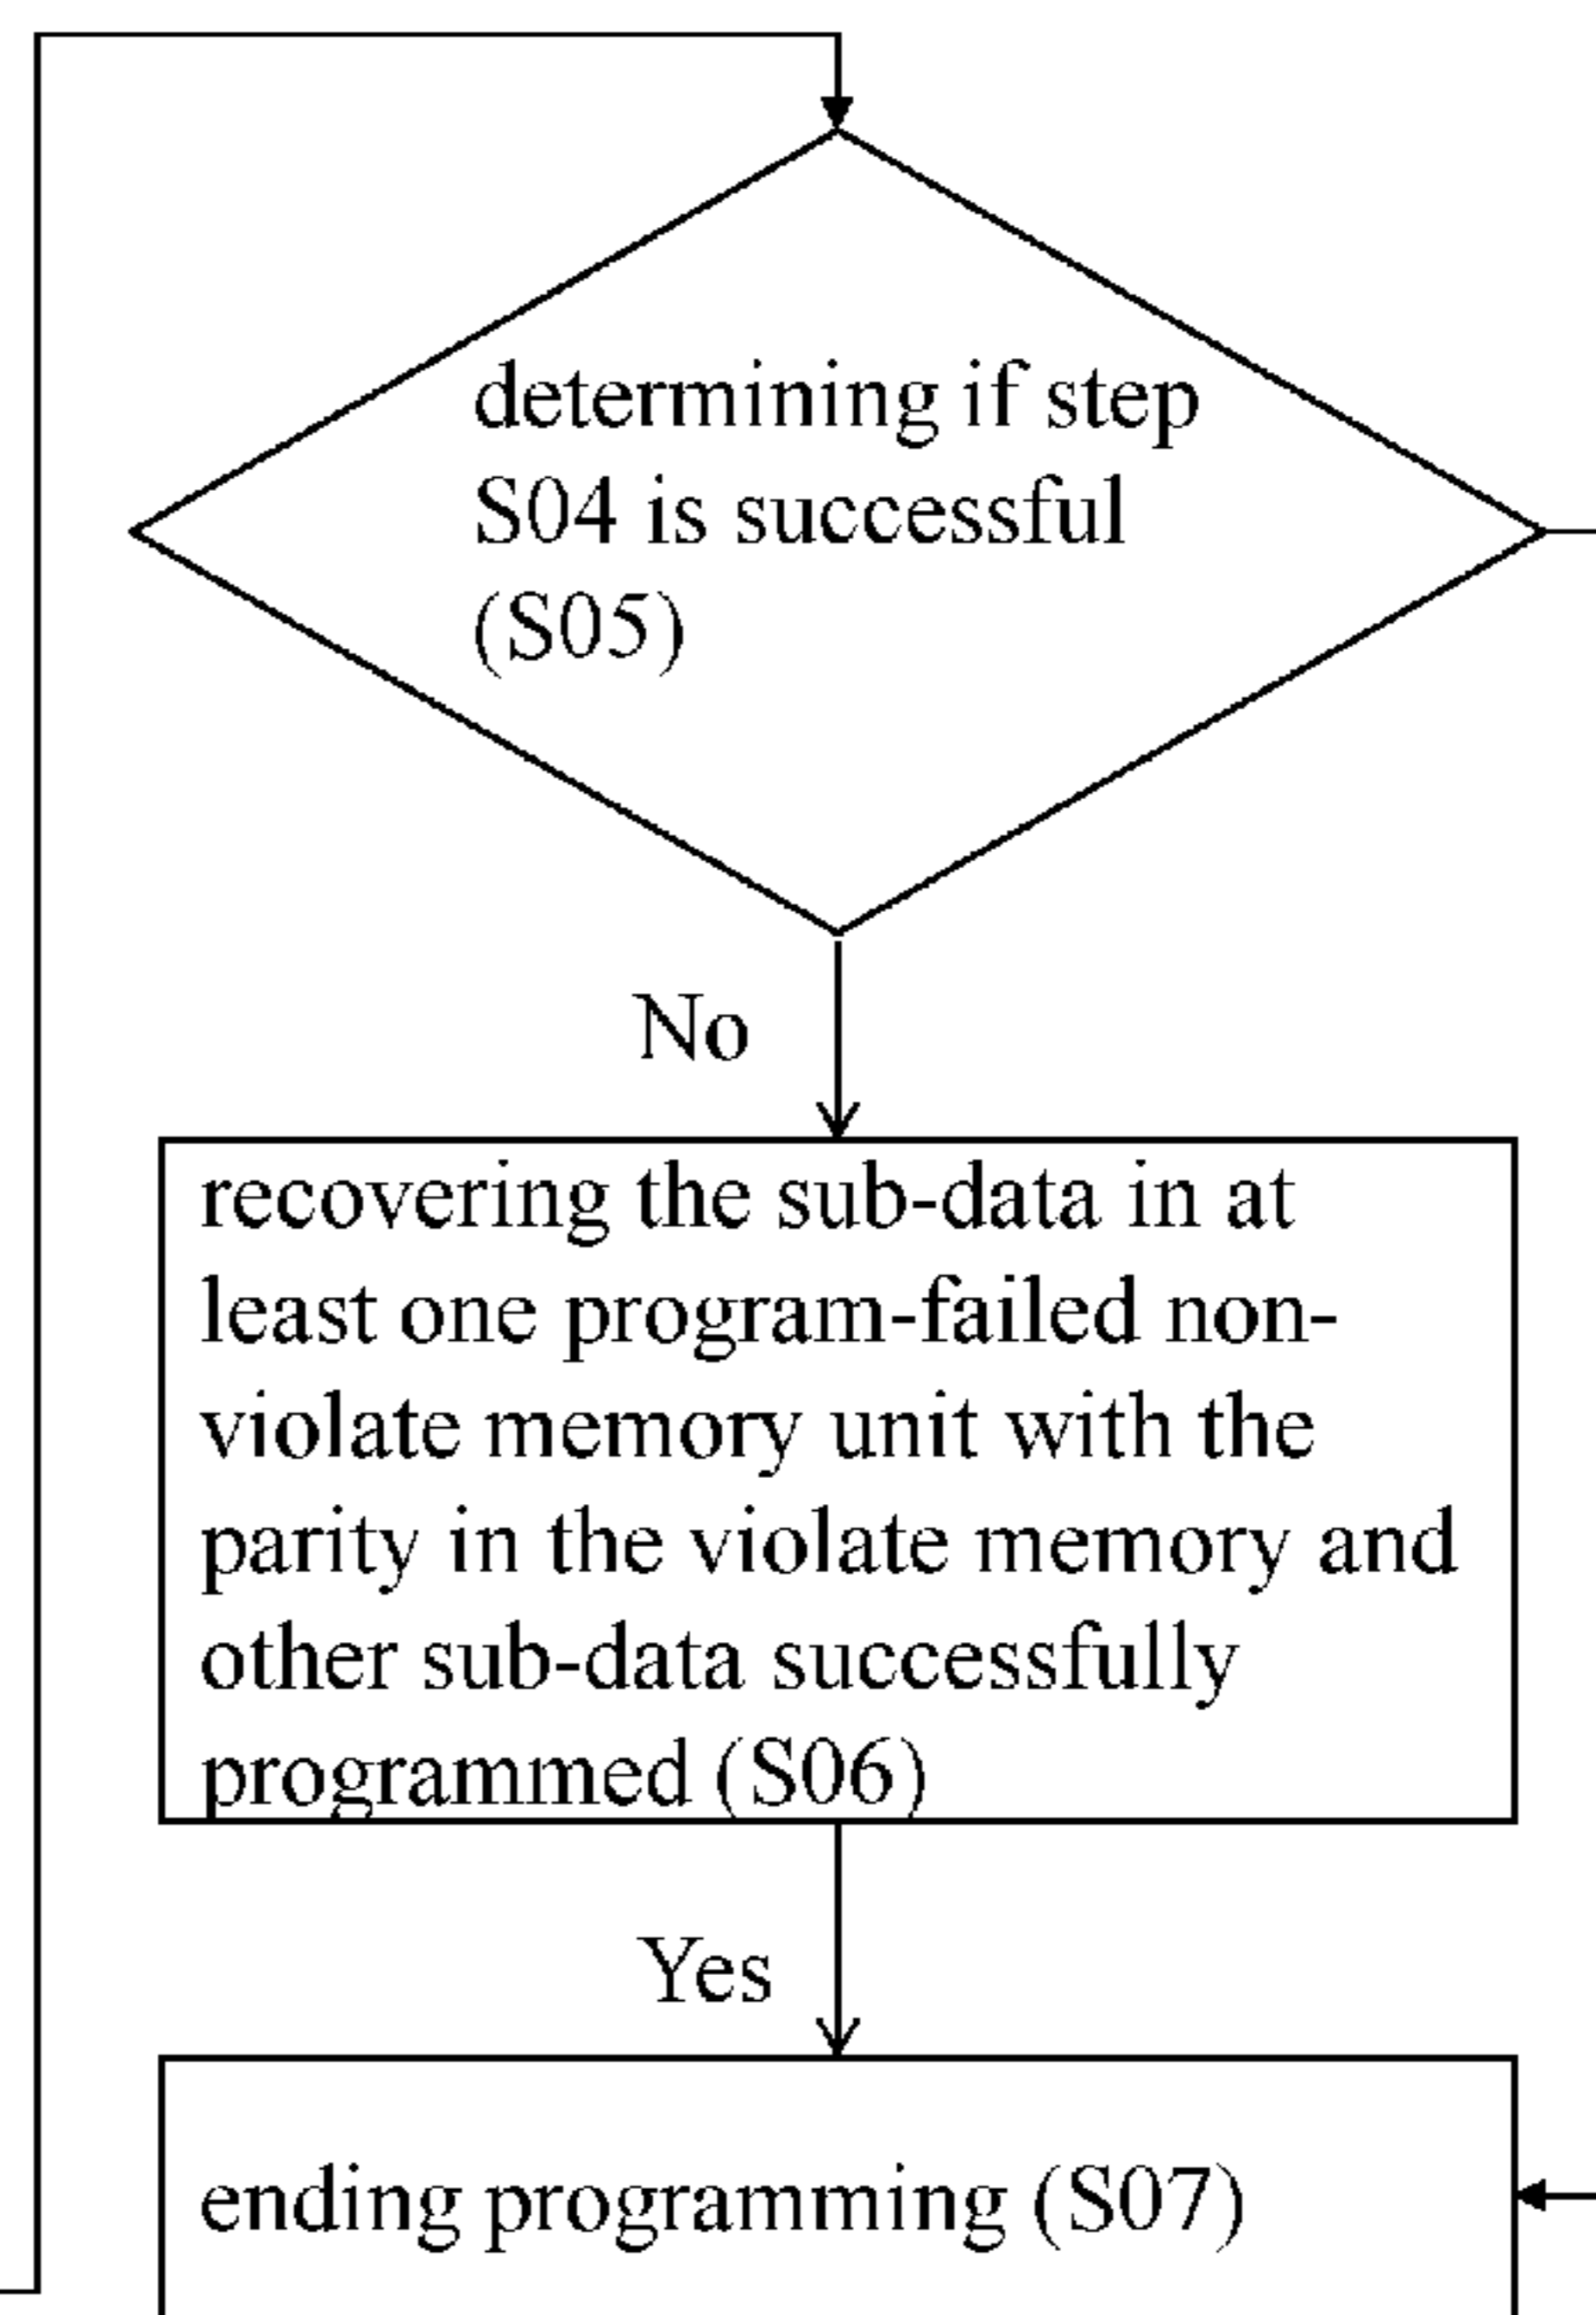 determining if step
S04 is successful
(S05)
No
recovering the sub-data in at
least one program-failed non-
violate memory unit with the
parity in the violate memory and
other sub-data successfully
programmed (S06)
Yes
ending programming (S07)